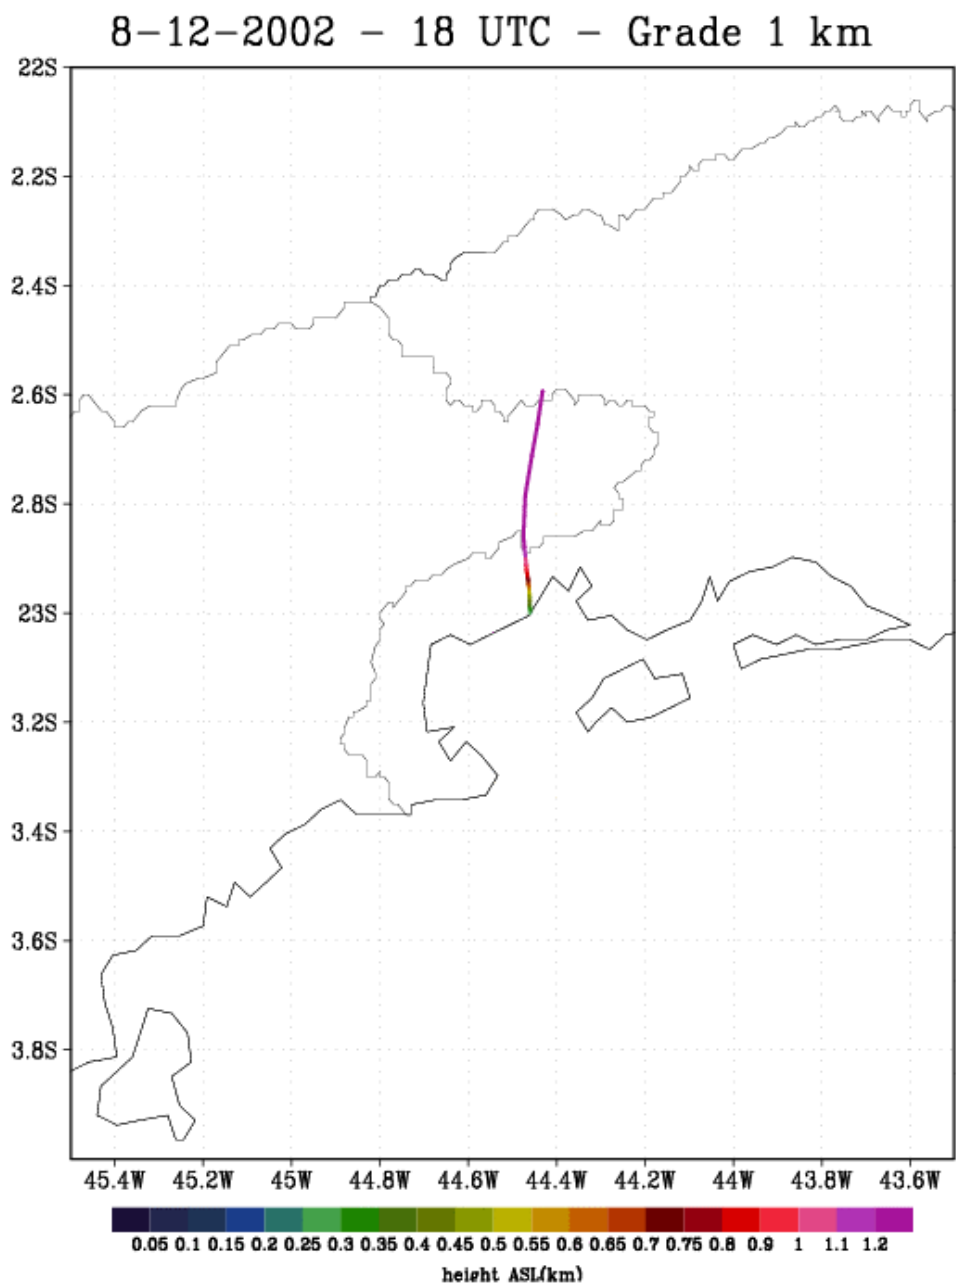 8-12-2002 - 18 UTC - Grade 1 km
22S
2.2S
2.4S
2.6S
2.8S
23S
3.2S
3.4S
3.6S
3.8S
45.4W 45.2W 45W 44.8W 44.6W 44.4W 44.2W 44W 43.8W 43.6W
0.05 0.1 0.15 0.2 0.25 0.3 0.35 0.4 0.45 0.5 0.55 0.6 0.65 0.7 0.75 0.8 0.9 1 1.1 1.2
height ASL(km)